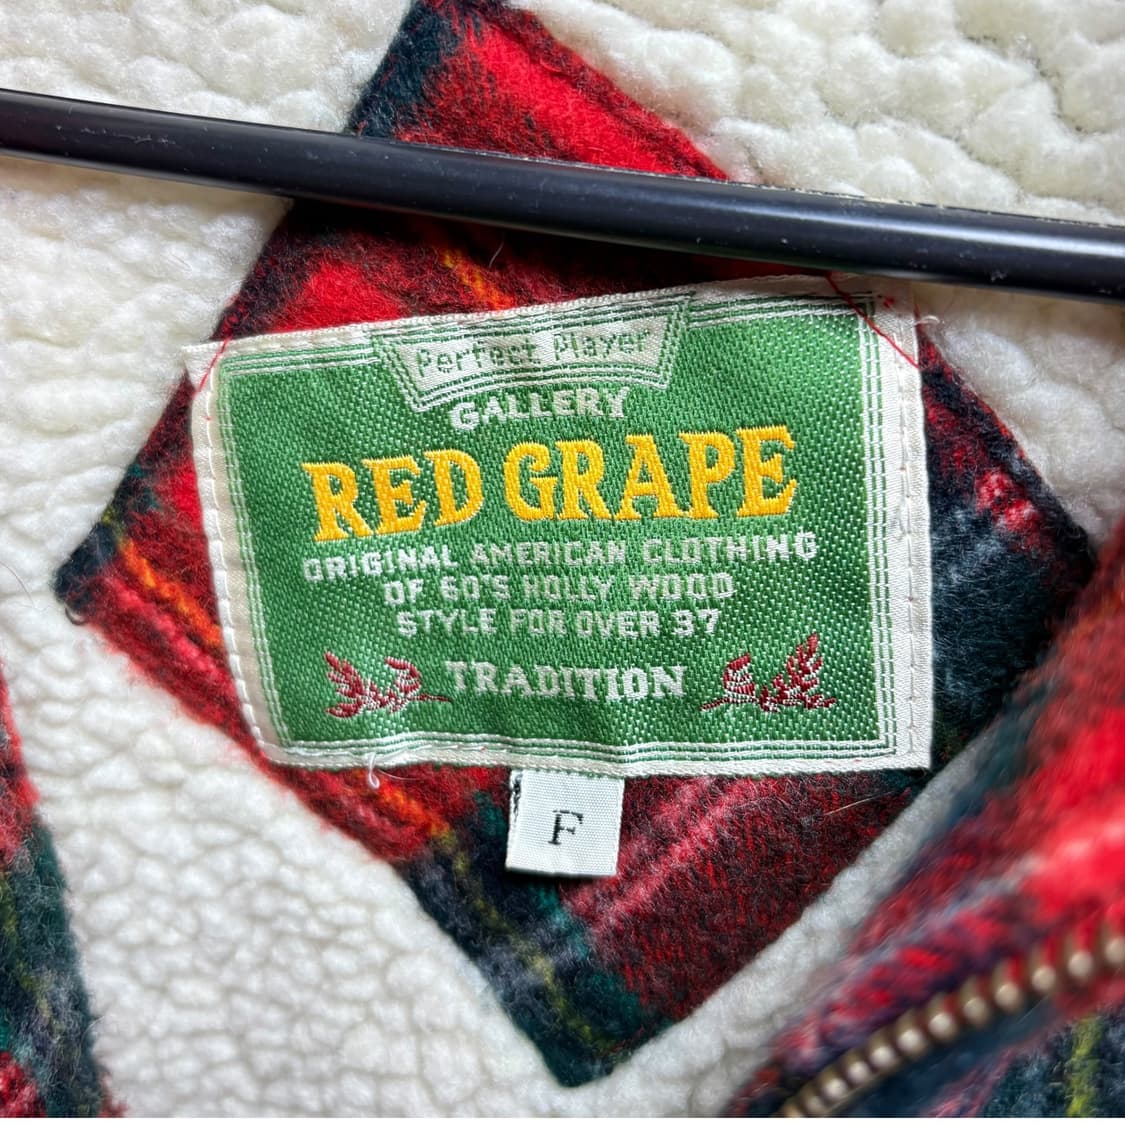 Perfect Player
GALLERY
RED GRAPE
ORIGINAL AMERICAN CLOTHING
OF 60'S HOLLY WOOD
STYLE FOR OVER 37
TRADITION
F